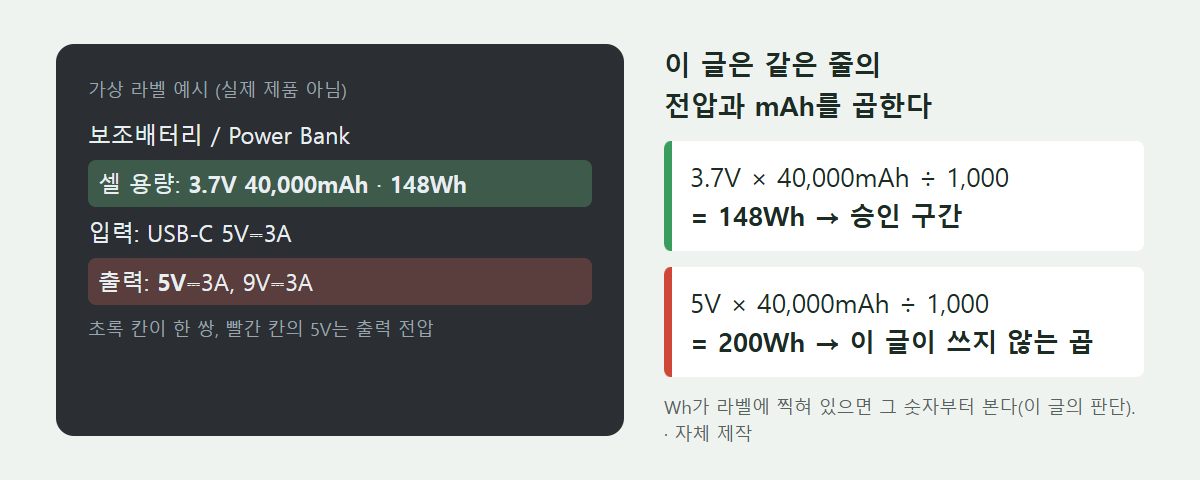 가상 라벨 예시 (실제 제품 아님)
보조배터리 / Power Bank
셀 용량: 3.7V 40,000mAh · 148Wh
입력: USB-C 5V⎓3A
출력: 5V⎓3A, 9V⎓3A
초록 칸이 한 쌍, 빨간 칸의 5V는 출력 전압
이 글은 같은 줄의
전압과 mAh를 곱한다
3.7V × 40,000mAh ÷ 1,000
= 148Wh → 승인 구간
5V × 40,000mAh ÷ 1,000
= 200Wh → 이 글이 쓰지 않는 곱
Wh가 라벨에 찍혀 있으면 그 숫자부터 본다(이 글의 판단).
· 자체 제작